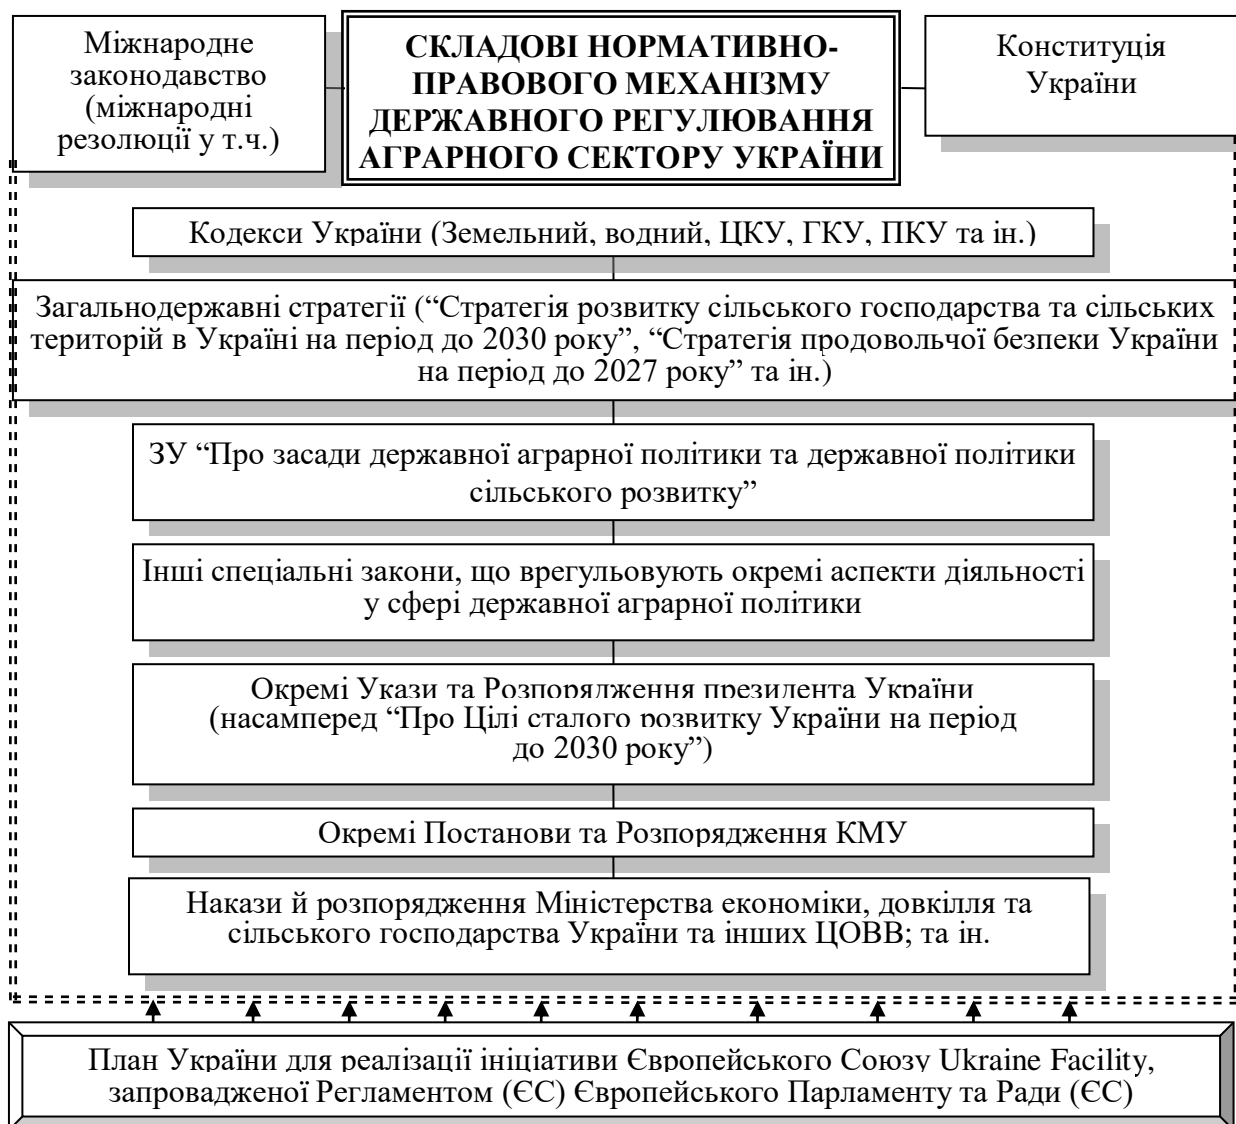 Міжнародне
законодавство
(міжнародні
резолюції у т.ч.)
СКЛАДОВІ НОРМАТИВНО-
ПРАВОВОГО МЕХАНІЗМУ
ДЕРЖАВНОГО РЕГУЛЮВАННЯ
АГРАРНОГО СЕКТОРУ УКРАЇНИ
Конституція
України
Кодекси України (Земельний, водний, ЦКУ, ГКУ, ПКУ та ін.)
Загальнодержавні стратегії (“Стратегія розвитку сільського господарства та сільських
територій в Україні на період до 2030 року”, “Стратегія продовольчої безпеки України
на період до 2027 року” та ін.)
ЗУ “Про засади державної аграрної політики та державної політики
сільського розвитку”
Інші спеціальні закони, що врегульовують окремі аспекти діяльності
у сфері державної аграрної політики
Окремі Укази та Розпорядження президента України
(насамперед “Про Цілі сталого розвитку України на період
до 2030 року”)
Окремі Постанови та Розпорядження КМУ
Накази й розпорядження Міністерства економіки, довкілля та
сільського господарства України та інших ЦОВВ; та ін.
План України для реалізації ініціативи Європейського Союзу Ukraine Facility,
запровадженої Регламентом (ЄС) Європейського Парламенту та Ради (ЄС)